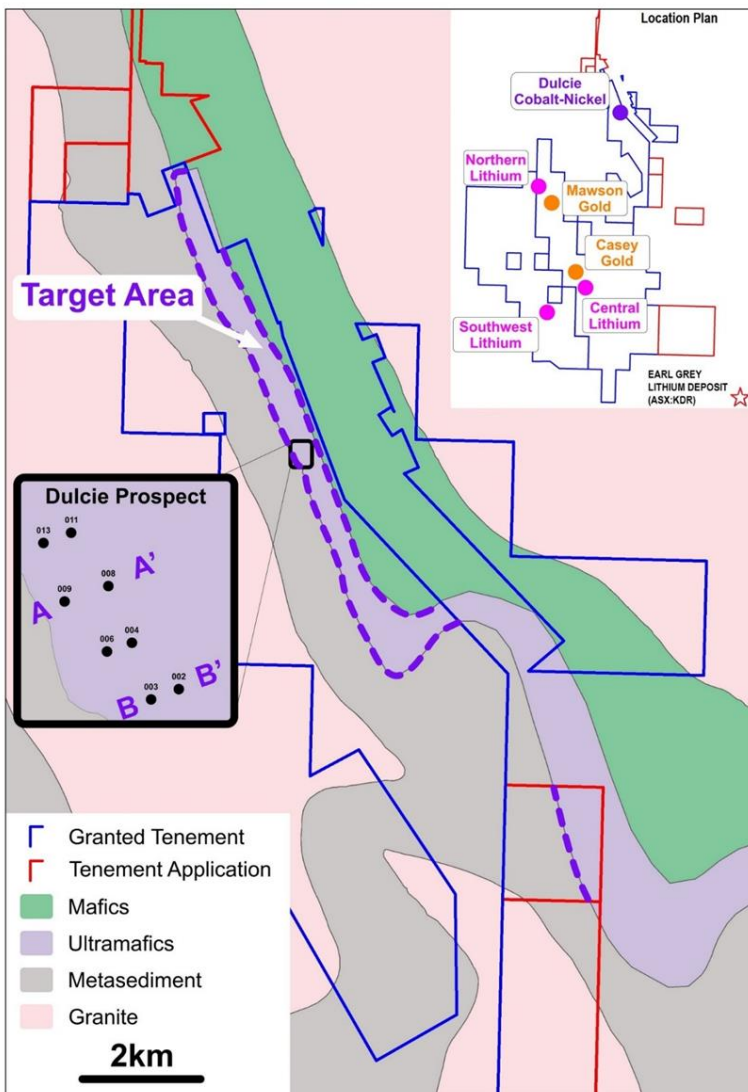 Location Plan
Dulcie
Cobalt-Nickel
Northern
Lithium
Mawson
Gold
Casey
Gold
Central
Lithium
Southwest
Lithium
EARL GREY
LITHIUM DEPOSIT
(ASX:KDR)
Target Area
Dulcie Prospect
013
011
008
A'
009
A
006
004
003
002
B
B'
Granted Tenement
Tenement Application
Mafics
Ultramafics
Metasediment
Granite
2km